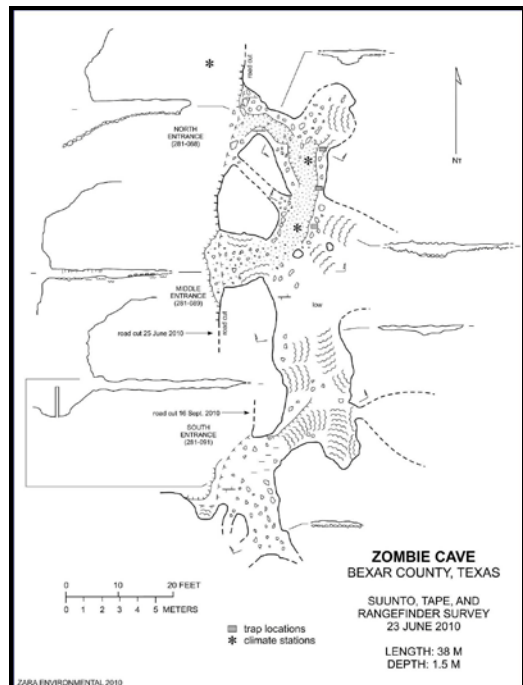 road cut
NORTH
ENTRANCE
(281-088)
NT
MIDDLE
ENTRANCE
(281-089)
road cut 25 June 2010
road cut
low
road cut 16 Sept. 2010
SOUTH
ENTRANCE
(281-091)
0 10 20 FEET
0 1 2 3 4 5 METERS
trap locations
climate stations
ZOMBIE CAVE
BEXAR COUNTY, TEXAS
SUUNTO, TAPE, AND
RANGEFINDER SURVEY
23 JUNE 2010
LENGTH: 38 M
DEPTH: 1.5 M
ZARA ENVIRONMENTAL 2010